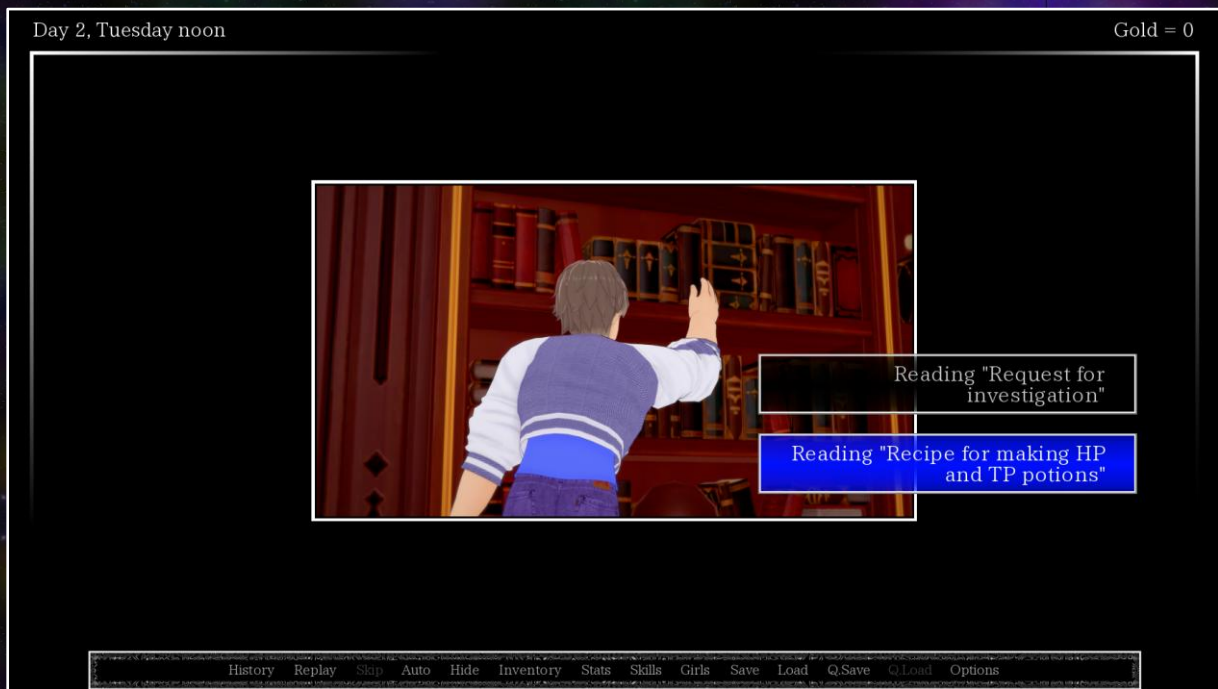 Day 2, Tuesday noon
Gold = 0
Reading "Request for
investigation"
Reading "Recipe for making HP
and TP potions"
History Replay Skip Auto Hide Inventory Stats Skills Girls Save Load Q.Save Q.Load Options